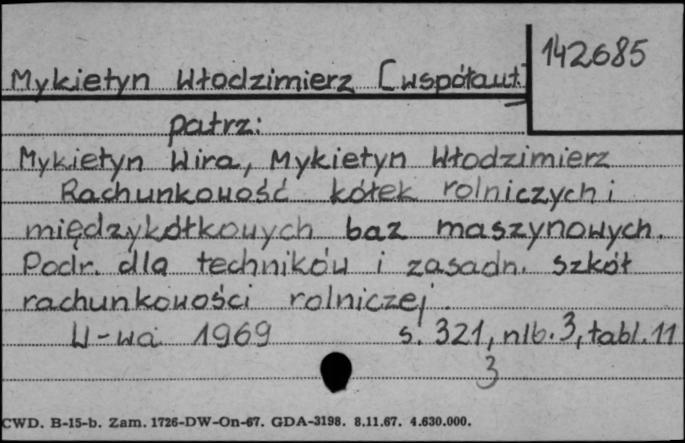 142685
Mykietyn Włodzimierz [współaut.]
patrz:
Mykietyn Wira, Mykietyn Włodzimierz
Rachunkowość kółek rolniczych i
międzykółkowych baz maszynowych.
Podr. dla techników i zasadn. szkół
rachunkowości rolniczej.
W-wa 1969 s. 321, nlb. 3, tabl. 11
3
CWD. B-15-b. Zam. 1726-DW-On-67. GDA-3198. 8.11.67. 4.630.000.